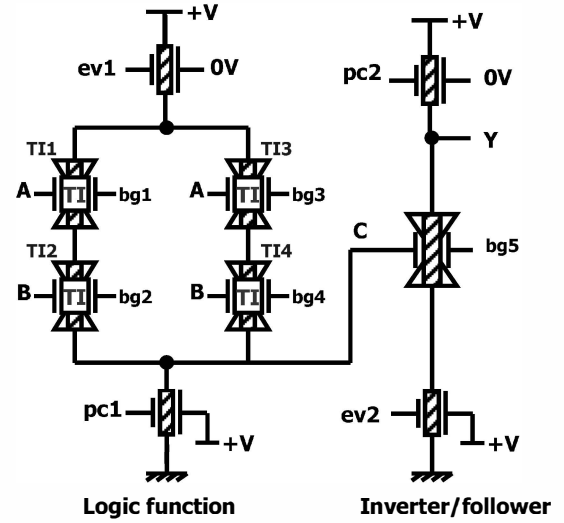 +V
ev1
0V
TI1
TI3
A
TI
bg1
A
TI
bg3
TI2
TI4
B
TI
bg2
B
TI
bg4
pc1
+V
Logic function
+V
pc2
0V
Y
C
bg5
ev2
+V
Inverter/follower